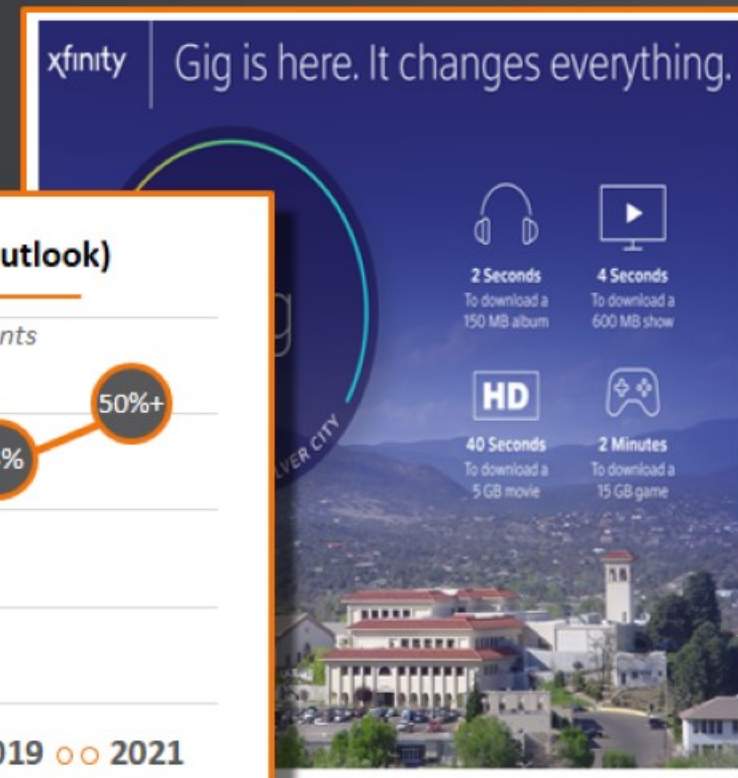 xfinity
Gig is here. It changes everything.
2 Seconds
To download a
150 MB album
4 Seconds
To download a
600 MB show
HD
40 Seconds
To download a
5 GB movie
2 Minutes
To download a
15 GB game
LVER CITY
utlook)
nts
50%+
%
019 o o 2021